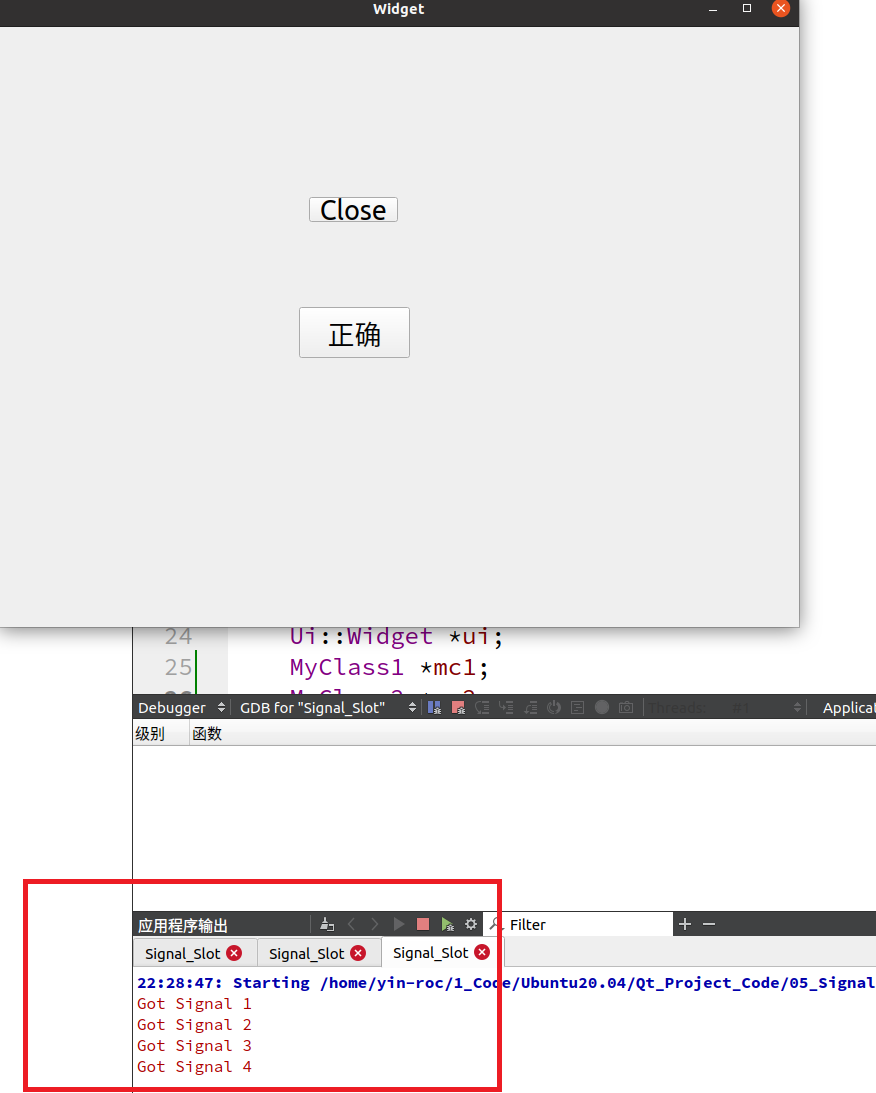 Widget
Close
正确
24 Ui::Widget *ui;
25 MyClass1 *mc1;
Debugger GDB for "Signal_Slot" Threads: #1 Applicat
级别 函数
应用程序输出 Filter
Signal_Slot Signal_Slot Signal_Slot
22:28:47: Starting /home/yin-roc/1_Code/Ubuntu20.04/Qt_Project_Code/05_Signal
Got Signal 1
Got Signal 2
Got Signal 3
Got Signal 4